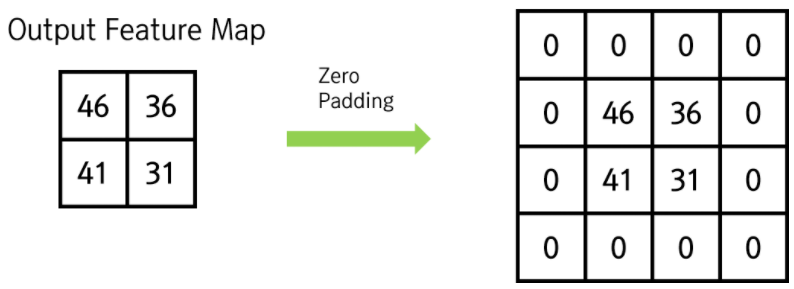 Output Feature Map
46 36
41 31
Zero
Padding
0 0 0 0
0 46 36 0
0 41 31 0
0 0 0 0